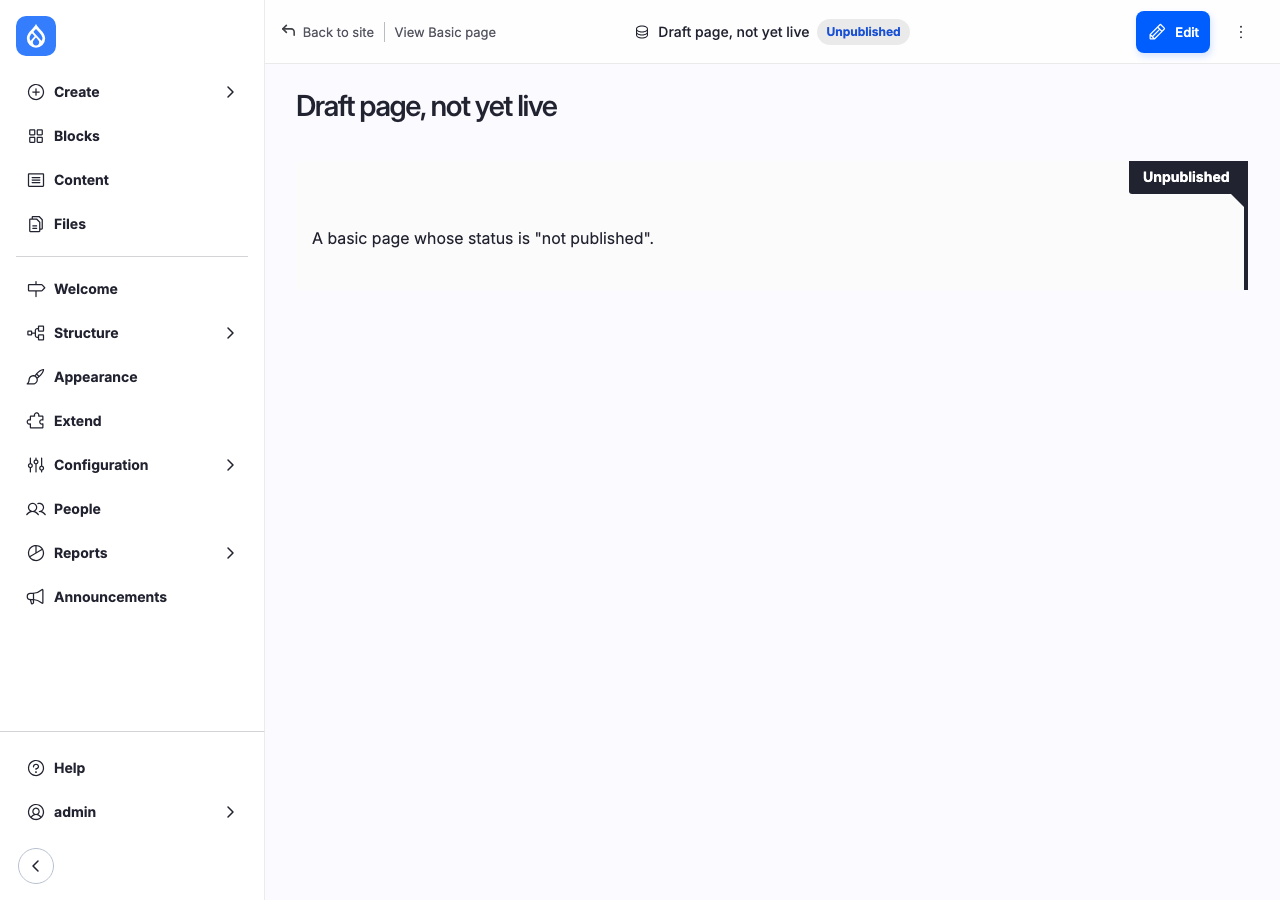 Back to site
View Basic page
Draft page, not yet live
Unpublished
Edit
Create
Blocks
Content
Files
Welcome
Structure
Appearance
Extend
Configuration
People
Reports
Announcements
Help
admin
Draft page, not yet live
Unpublished
A basic page whose status is "not published".